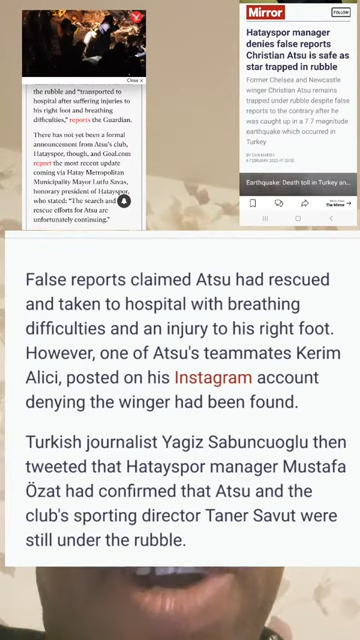 Close X
the rubble and "transported to
hospital after suffering injuries to
his right foot and breathing
difficulties," reports the Guardian.
There has not yet been a formal
announcement from Atsu's club,
Hatayspor, though, and Goal.com
report the most recent update
coming via Hatay Metropolitan
Municipality Mayor Lutfu Savas,
honorary president of Hatayspor,
who stated: "The search and
rescue efforts for Atsu are
unfortunately continuing."
Mirror
FOLLOW
Hatayspor manager
denies false reports
Christian Atsu is safe as
star trapped in rubble
Former Chelsea and Newcastle
winger Christian Atsu remains
trapped under rubble despite false
reports to the contrary after he
was caught up in a 7.7 magnitude
earthquake which occurred in
Turkey
Earthquake: Death toll in Turkey an...
The Mirror
False reports claimed Atsu had rescued
and taken to hospital with breathing
difficulties and an injury to his right foot.
However, one of Atsu's teammates Kerim
Alici, posted on his Instagram account
denying the winger had been found.
Turkish journalist Yagiz Sabuncuoglu then
tweeted that Hatayspor manager Mustafa
Özat had confirmed that Atsu and the
club's sporting director Taner Savut were
still under the rubble.